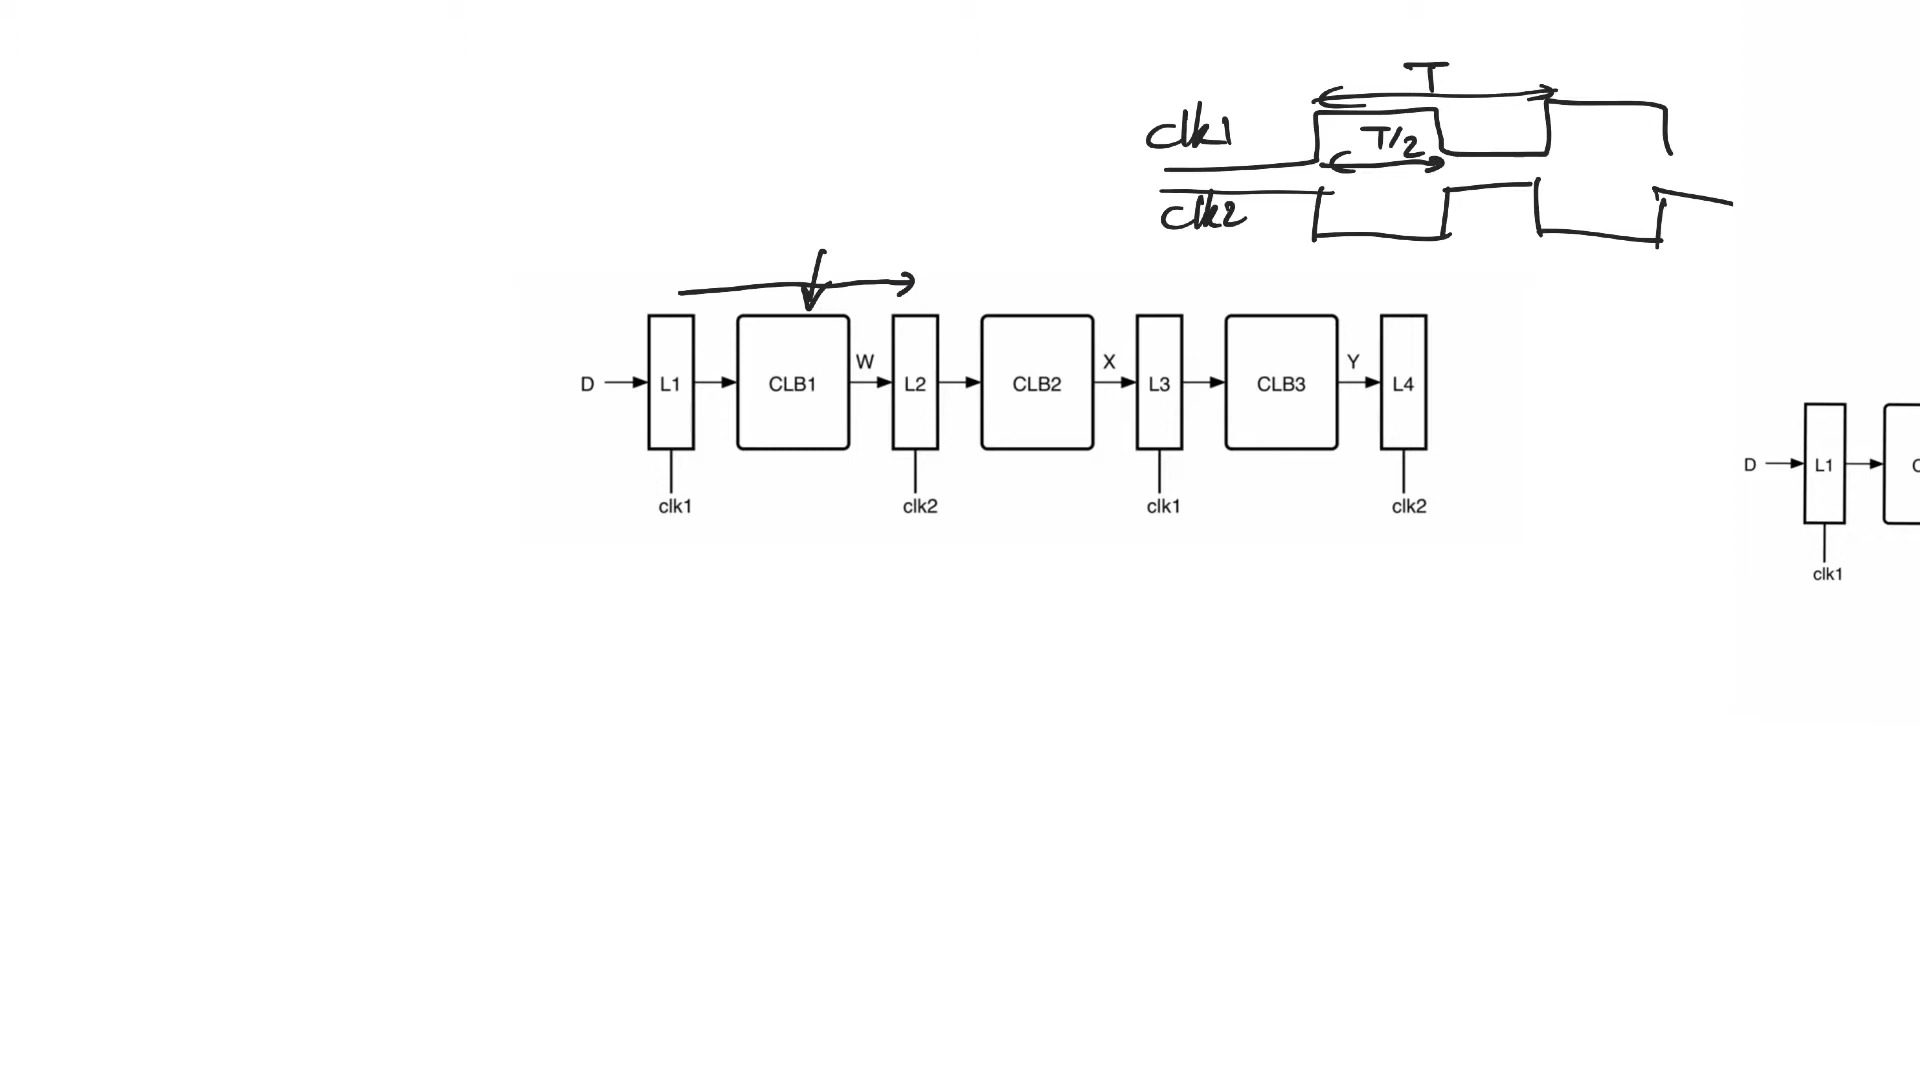 T
clk1
T/2
clk2
D L1 CLB1 W L2 CLB2 X L3 CLB3 Y L4
clk1 clk2 clk1 clk2
D L1 C
clk1